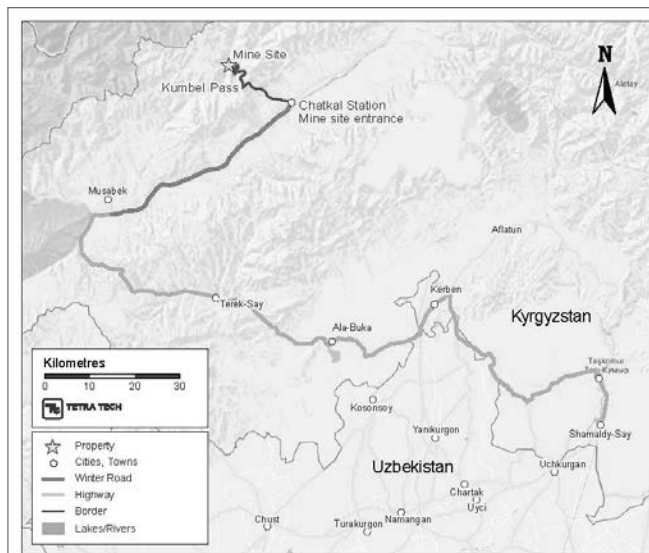 Mine Site
Kumbel Pass
Chatkal Station
Mine site entrance
N
Musabek
Aflatun
Terek-Say
Kerben
Ala-Buka
Kyrgyzstan
Kilometres
0 10 20 30
TETRA TECH
Kosonsoy
Shamaldy-Say
Yanikurgon
Uzbekistan
Uchkurgan
Chartak
Uyci
Chust
Turakurgon
Namangan
Property
Cities, Towns
Winter Road
Highway
Border
Lakes/Rivers